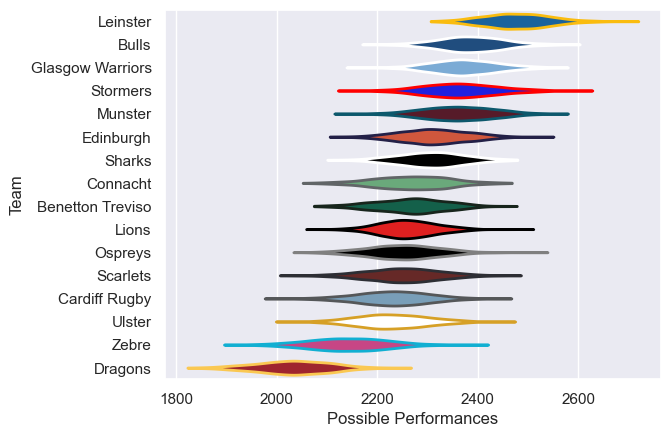 Leinster
Bulls
Glasgow Warriors
Stormers
Munster
Edinburgh
Sharks
Connacht
Benetton Treviso
Lions
Ospreys
Scarlets
Cardiff Rugby
Ulster
Zebre
Dragons
Team
1800 2000 2200 2400 2600
Possible Performances